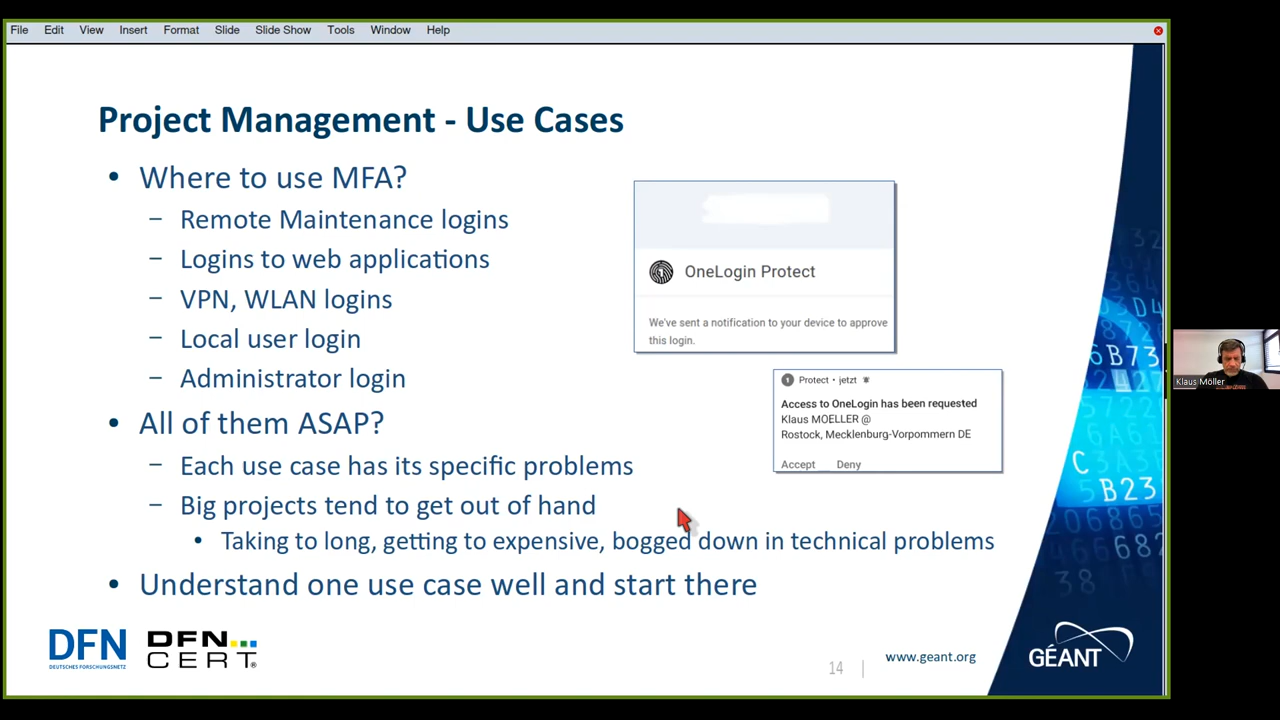 File Edit View Insert Format Slide Slide Show Tools Window Help
Project Management - Use Cases
• Where to use MFA?
– Remote Maintenance logins
– Logins to web applications
– VPN, WLAN logins
– Local user login
– Administrator login
• All of them ASAP?
– Each use case has its specific problems
– Big projects tend to get out of hand
• Taking to long, getting to expensive, bogged down in technical problems
• Understand one use case well and start there
OneLogin Protect
We've sent a notification to your device to approve
this login.
Protect • jetzt
Access to OneLogin has been requested
Klaus MOELLER @
Rostock, Mecklenburg-Vorpommern DE
Accept Deny
DFN
DEUTSCHES FORSCHUNGSNETZ
DFN
CERT®
14
www.geant.org
GÉANT
D4
6B73
C
B23
Klaus Möller